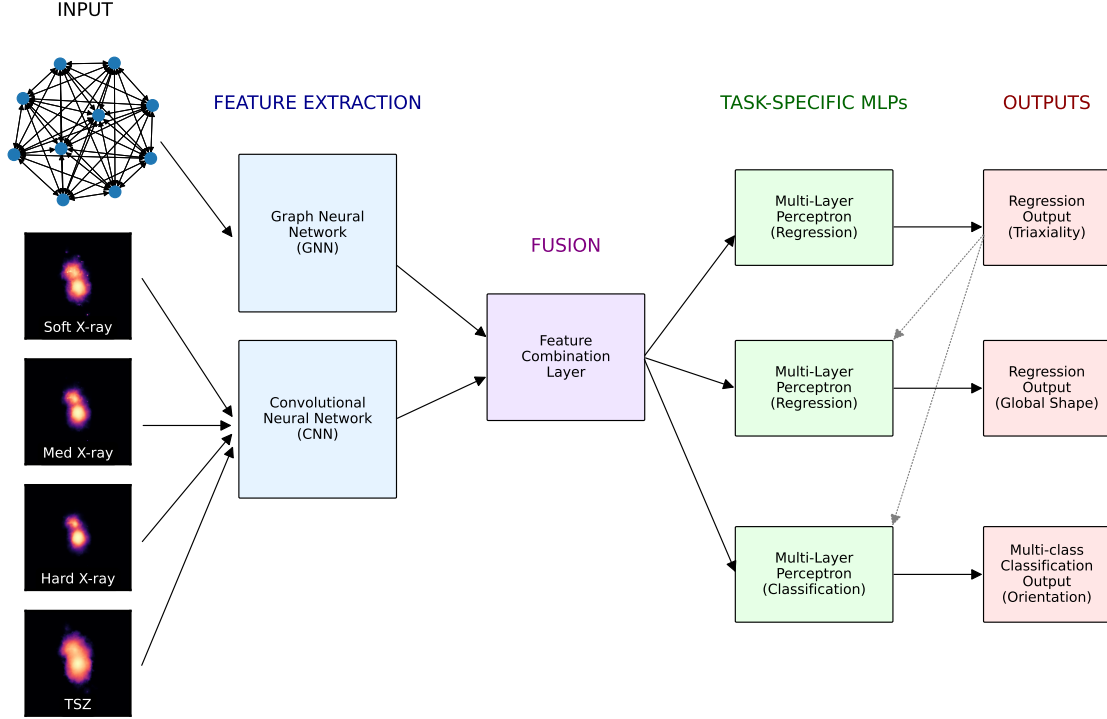 INPUT
FEATURE EXTRACTION
TASK-SPECIFIC MLPs
OUTPUTS
Graph Neural
Network
(GNN)
Multi-Layer
Perceptron
(Regression)
Regression
Output
(Triaxiality)
FUSION
Soft X-ray
Feature
Combination
Layer
Multi-Layer
Perceptron
(Regression)
Regression
Output
(Global Shape)
Convolutional
Neural Network
(CNN)
Med X-ray
Hard X-ray
Multi-Layer
Perceptron
(Classification)
Multi-class
Classification
Output
(Orientation)
TSZ